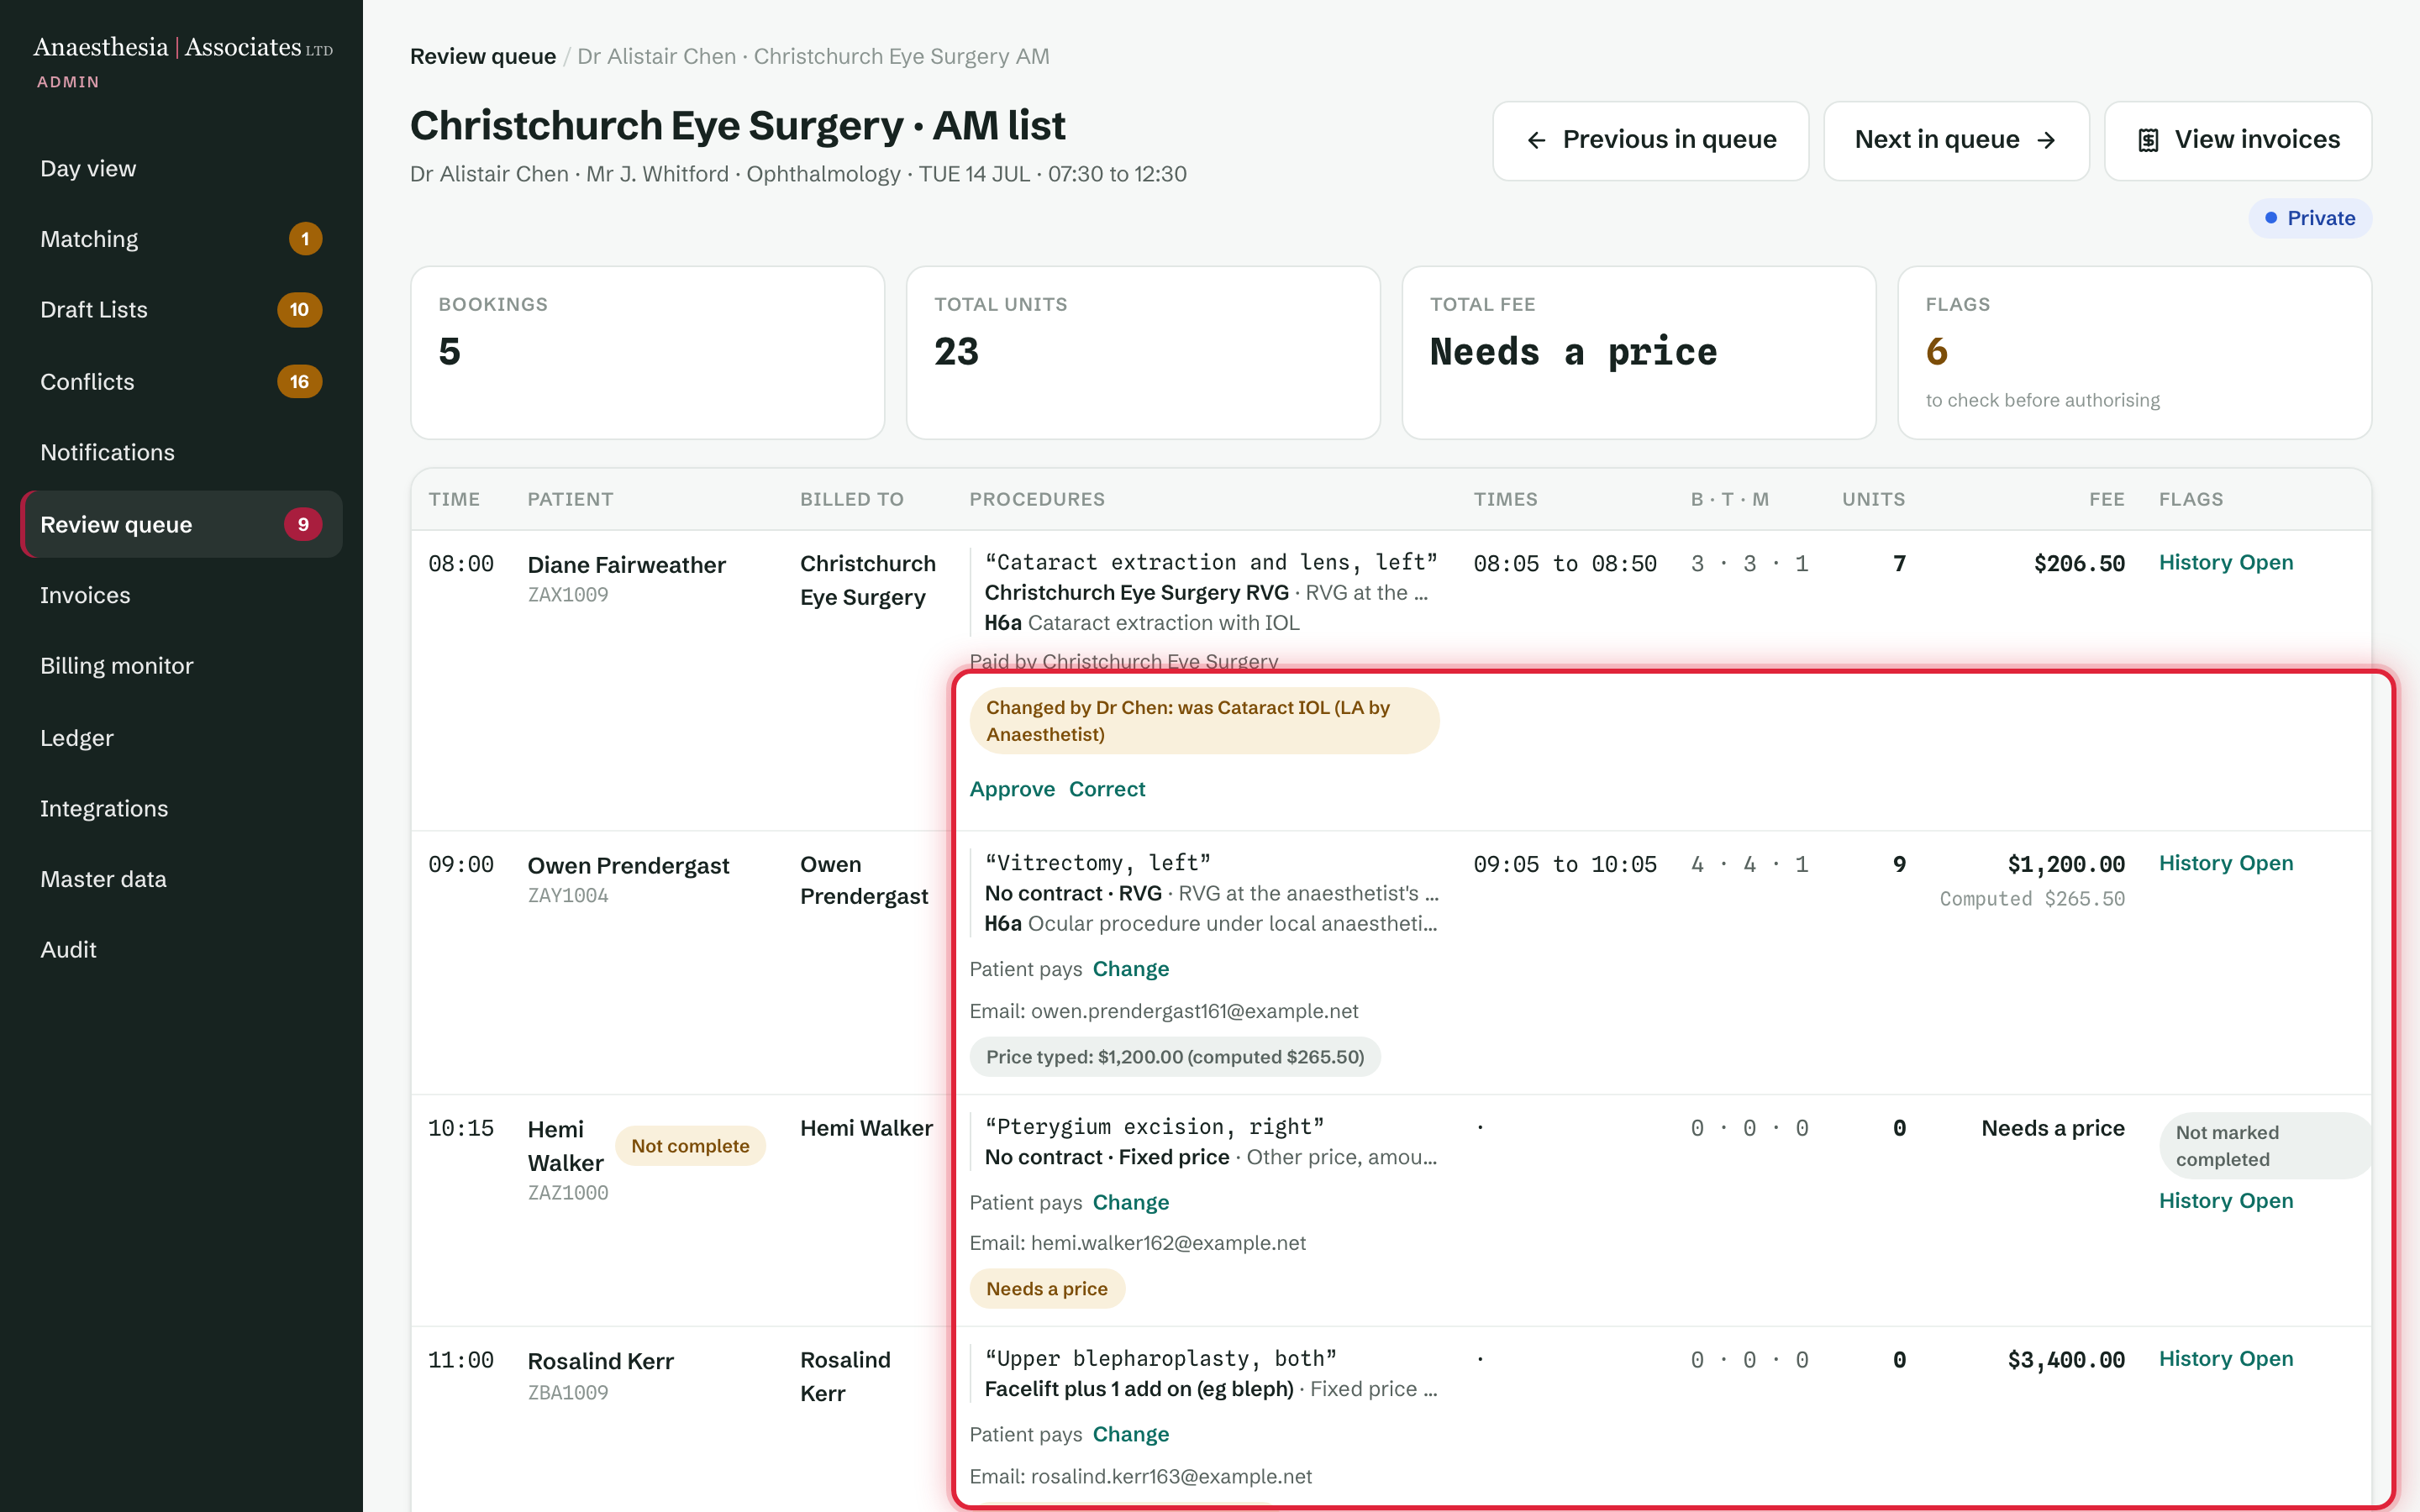 Anaesthesia | Associates LTD
ADMIN
Day view
Matching 1
Draft Lists 10
Conflicts 16
Notifications
Review queue 9
Invoices
Billing monitor
Ledger
Integrations
Master data
Audit
Review queue / Dr Alistair Chen · Christchurch Eye Surgery AM
Christchurch Eye Surgery · AM list
Dr Alistair Chen · Mr J. Whitford · Ophthalmology · TUE 14 JUL · 07:30 to 12:30
← Previous in queue
Next in queue →
View invoices
Private
BOOKINGS
5
TOTAL UNITS
23
TOTAL FEE
Needs a price
FLAGS
6
to check before authorising
TIME PATIENT BILLED TO PROCEDURES TIMES B · T · M UNITS FEE FLAGS
08:00
Diane Fairweather
ZAX1009
Christchurch
Eye Surgery
“Cataract extraction and lens, left”
Christchurch Eye Surgery RVG · RVG at the ...
H6a Cataract extraction with IOL
Paid by Christchurch Eye Surgery
Changed by Dr Chen: was Cataract IOL (LA by
Anaesthetist)
Approve Correct
08:05 to 08:50
3 · 3 · 1
7
$206.50
History Open
09:00
Owen Prendergast
ZAY1004
Owen
Prendergast
“Vitrectomy, left”
No contract · RVG · RVG at the anaesthetist's ...
H6a Ocular procedure under local anaestheti...
Patient pays Change
Email: owen.prendergast161@example.net
Price typed: $1,200.00 (computed $265.50)
09:05 to 10:05
4 · 4 · 1
9
$1,200.00
Computed $265.50
History Open
10:15
Hemi
Walker
Not complete
ZAZ1000
Hemi Walker
“Pterygium excision, right”
No contract · Fixed price · Other price, amou...
Patient pays Change
Email: hemi.walker162@example.net
Needs a price
·
0 · 0 · 0
0
Needs a price
Not marked
completed
History Open
11:00
Rosalind Kerr
ZBA1009
Rosalind
Kerr
“Upper blepharoplasty, both”
Facelift plus 1 add on (eg bleph) · Fixed price ...
Patient pays Change
Email: rosalind.kerr163@example.net
·
0 · 0 · 0
0
$3,400.00
History Open